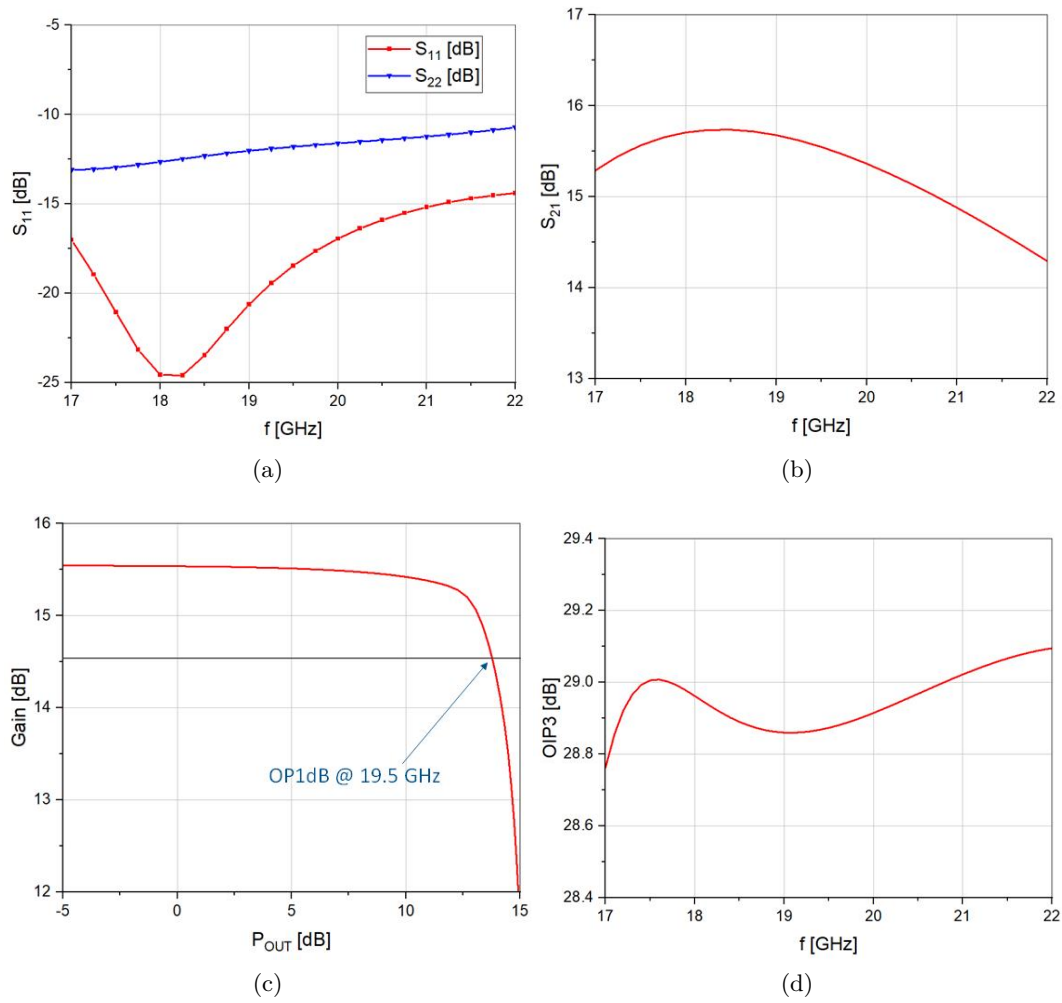 -5
-10
-15
-20
-25
S11 [dB]
S11 [dB]
S22 [dB]
17 18 19 20 21 22
f [GHz]
(a)
17
16
15
14
13
S21 [dB]
17 18 19 20 21 22
f [GHz]
(b)
16
15
14
13
12
Gain [dB]
OP1dB @ 19.5 GHz
-5 0 5 10 15
POUT [dB]
(c)
29.4
29.2
29.0
28.8
28.6
28.4
OIP3 [dB]
17 18 19 20 21 22
f [GHz]
(d)